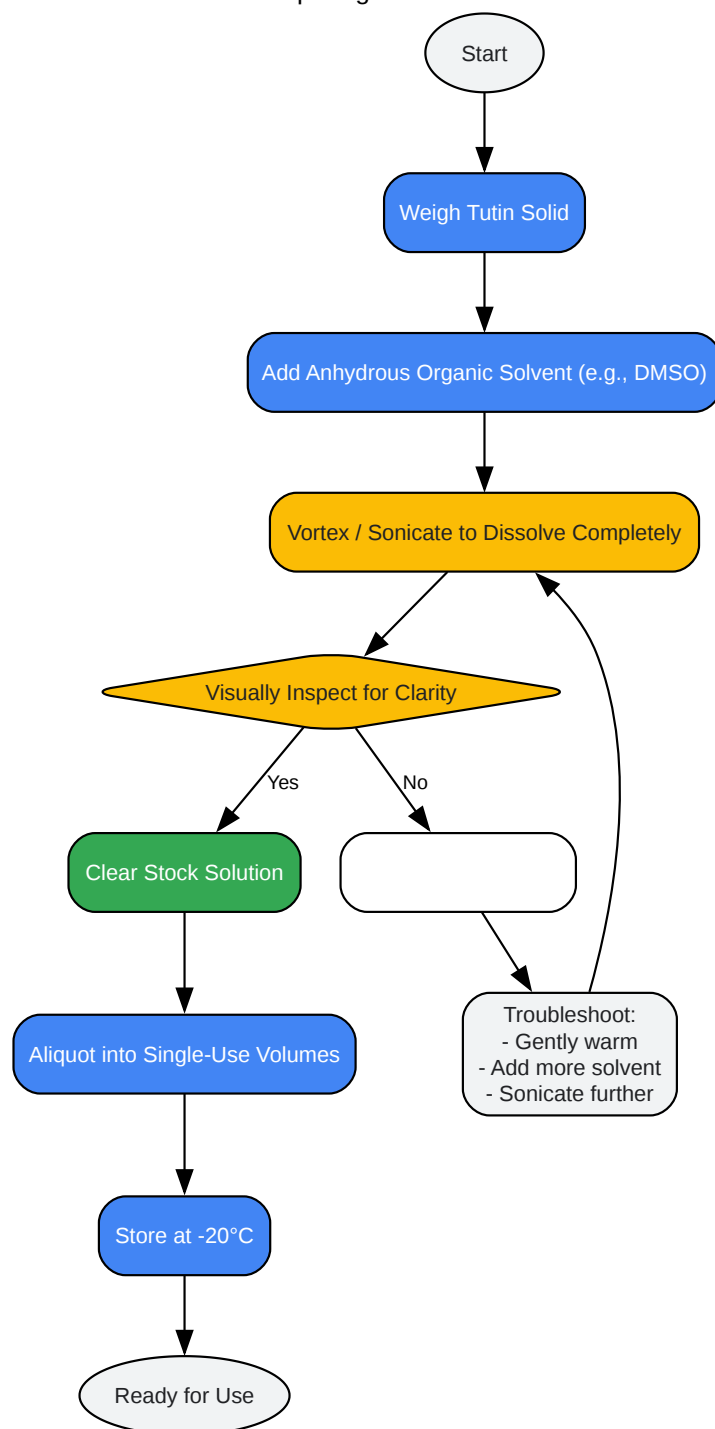 Start
Weigh Tutin Solid
Add Anhydrous Organic Solvent (e.g., DMSO)
Vortex / Sonicate to Dissolve Completely
Visually Inspect for Clarity
Yes
No
Clear Stock Solution
Troubleshoot:
- Gently warm
- Add more solvent
- Sonicate further
Aliquot into Single-Use Volumes
Store at -20°C
Ready for Use